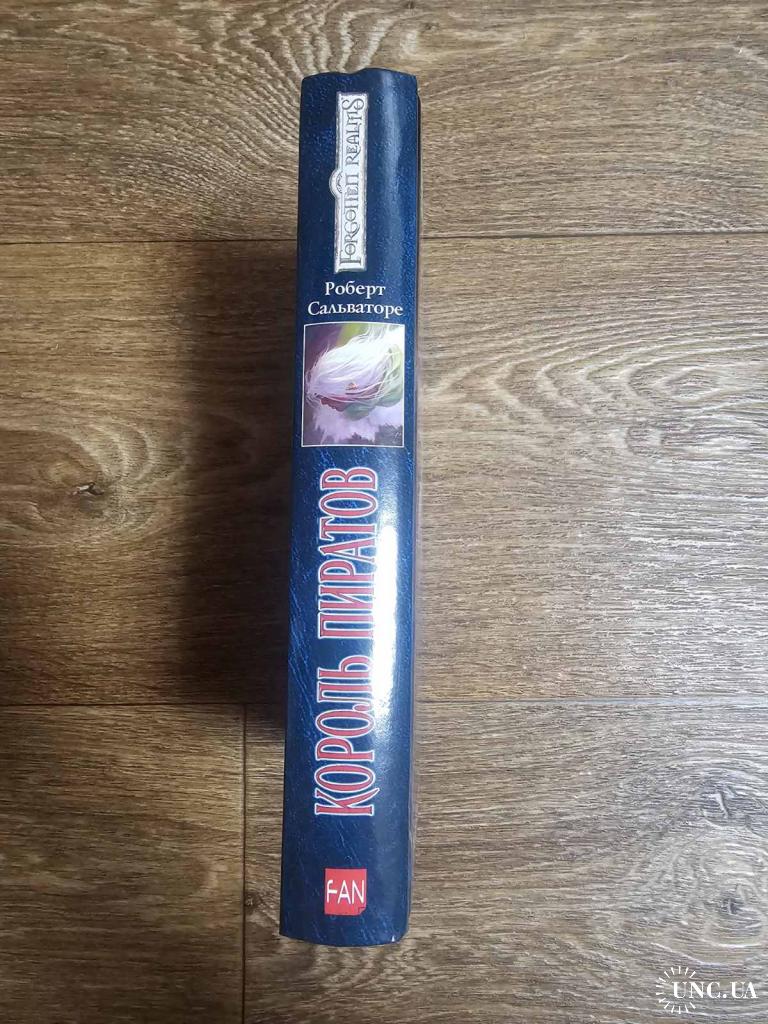 FORGOTTEN REALMS
Роберт
Сальваторе
КОРОЛЬ ПИРАТОВ
FAN
UNC.UA